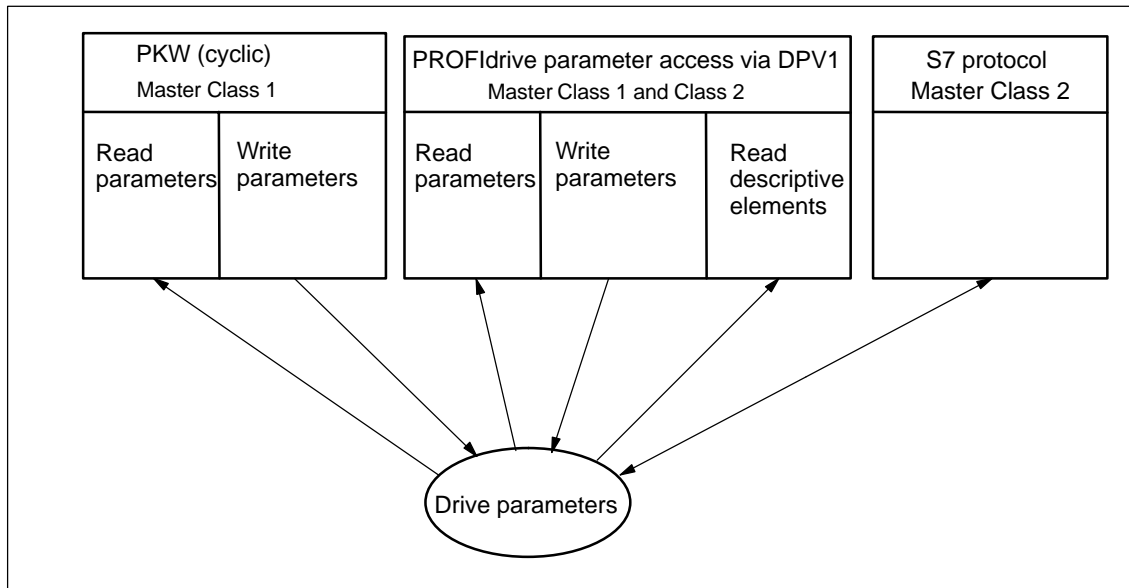 PKW (cyclic)
Master Class 1
Read
parameters
Write
parameters
PROFIdrive parameter access via DPV1
Master Class 1 and Class 2
Read
parameters
Write
parameters
Read
descriptive
elements
S7 protocol
Master Class 2
Drive parameters